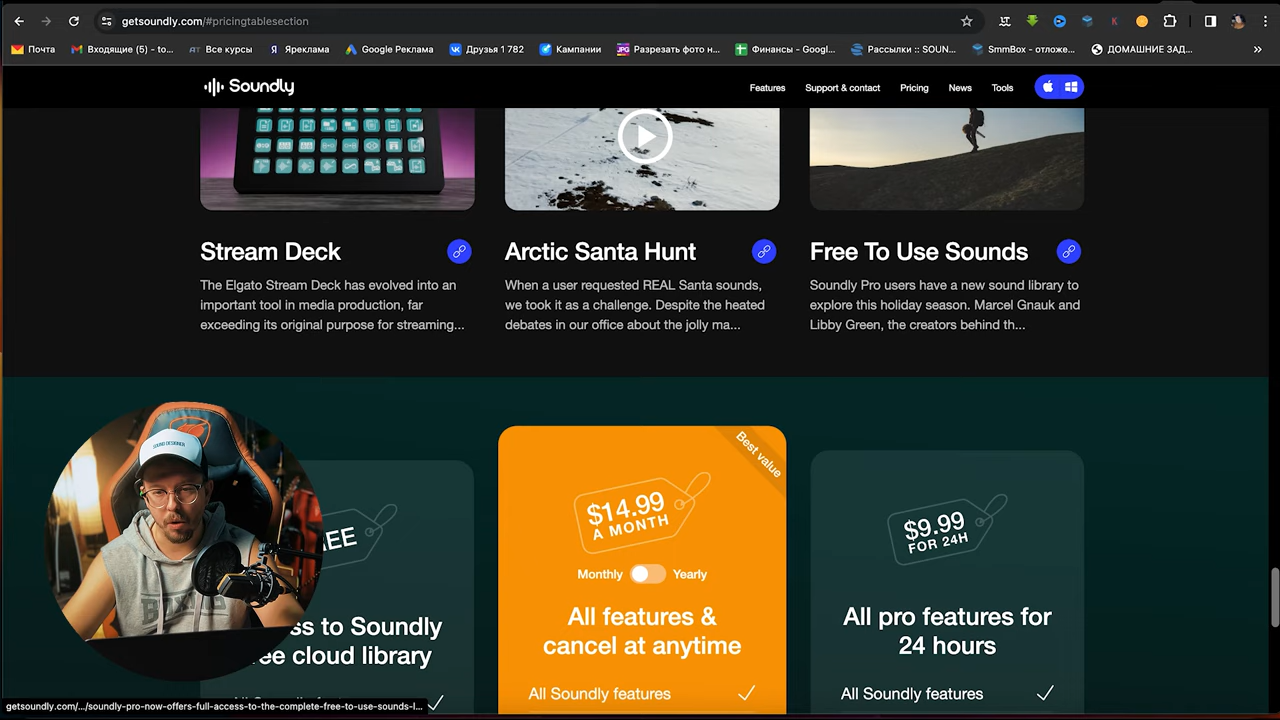 getsoundly.com/#pricingtablesection
Почта
Входящие (5) - to...
Все курсы
Яреклама
Google Реклама
Друзья 1 782
Кампании
Разрезать фото н...
Финансы - Googl...
Рассылки :: SOUN...
SmmBox - отложе...
ДОМАШНИЕ ЗАД...
Soundly
Features
Support & contact
Pricing
News
Tools
Stream Deck
The Elgato Stream Deck has evolved into an
important tool in media production, far
exceeding its original purpose for streaming...
Arctic Santa Hunt
When a user requested REAL Santa sounds,
we took it as a challenge. Despite the heated
debates in our office about the jolly ma...
Free To Use Sounds
Soundly Pro users have a new sound library to
explore this holiday season. Marcel Gnauk and
Libby Green, the creators behind th...
SOUND DESIGNER
EE
ss to Soundly
ee cloud library
Best value
$14.99
A MONTH
Monthly
Yearly
All features &
cancel at anytime
All Soundly features
$9.99
FOR 24H
All pro features for
24 hours
All Soundly features
getsoundly.com/.../soundly-pro-now-offers-full-access-to-the-complete-free-to-use-sounds-l...